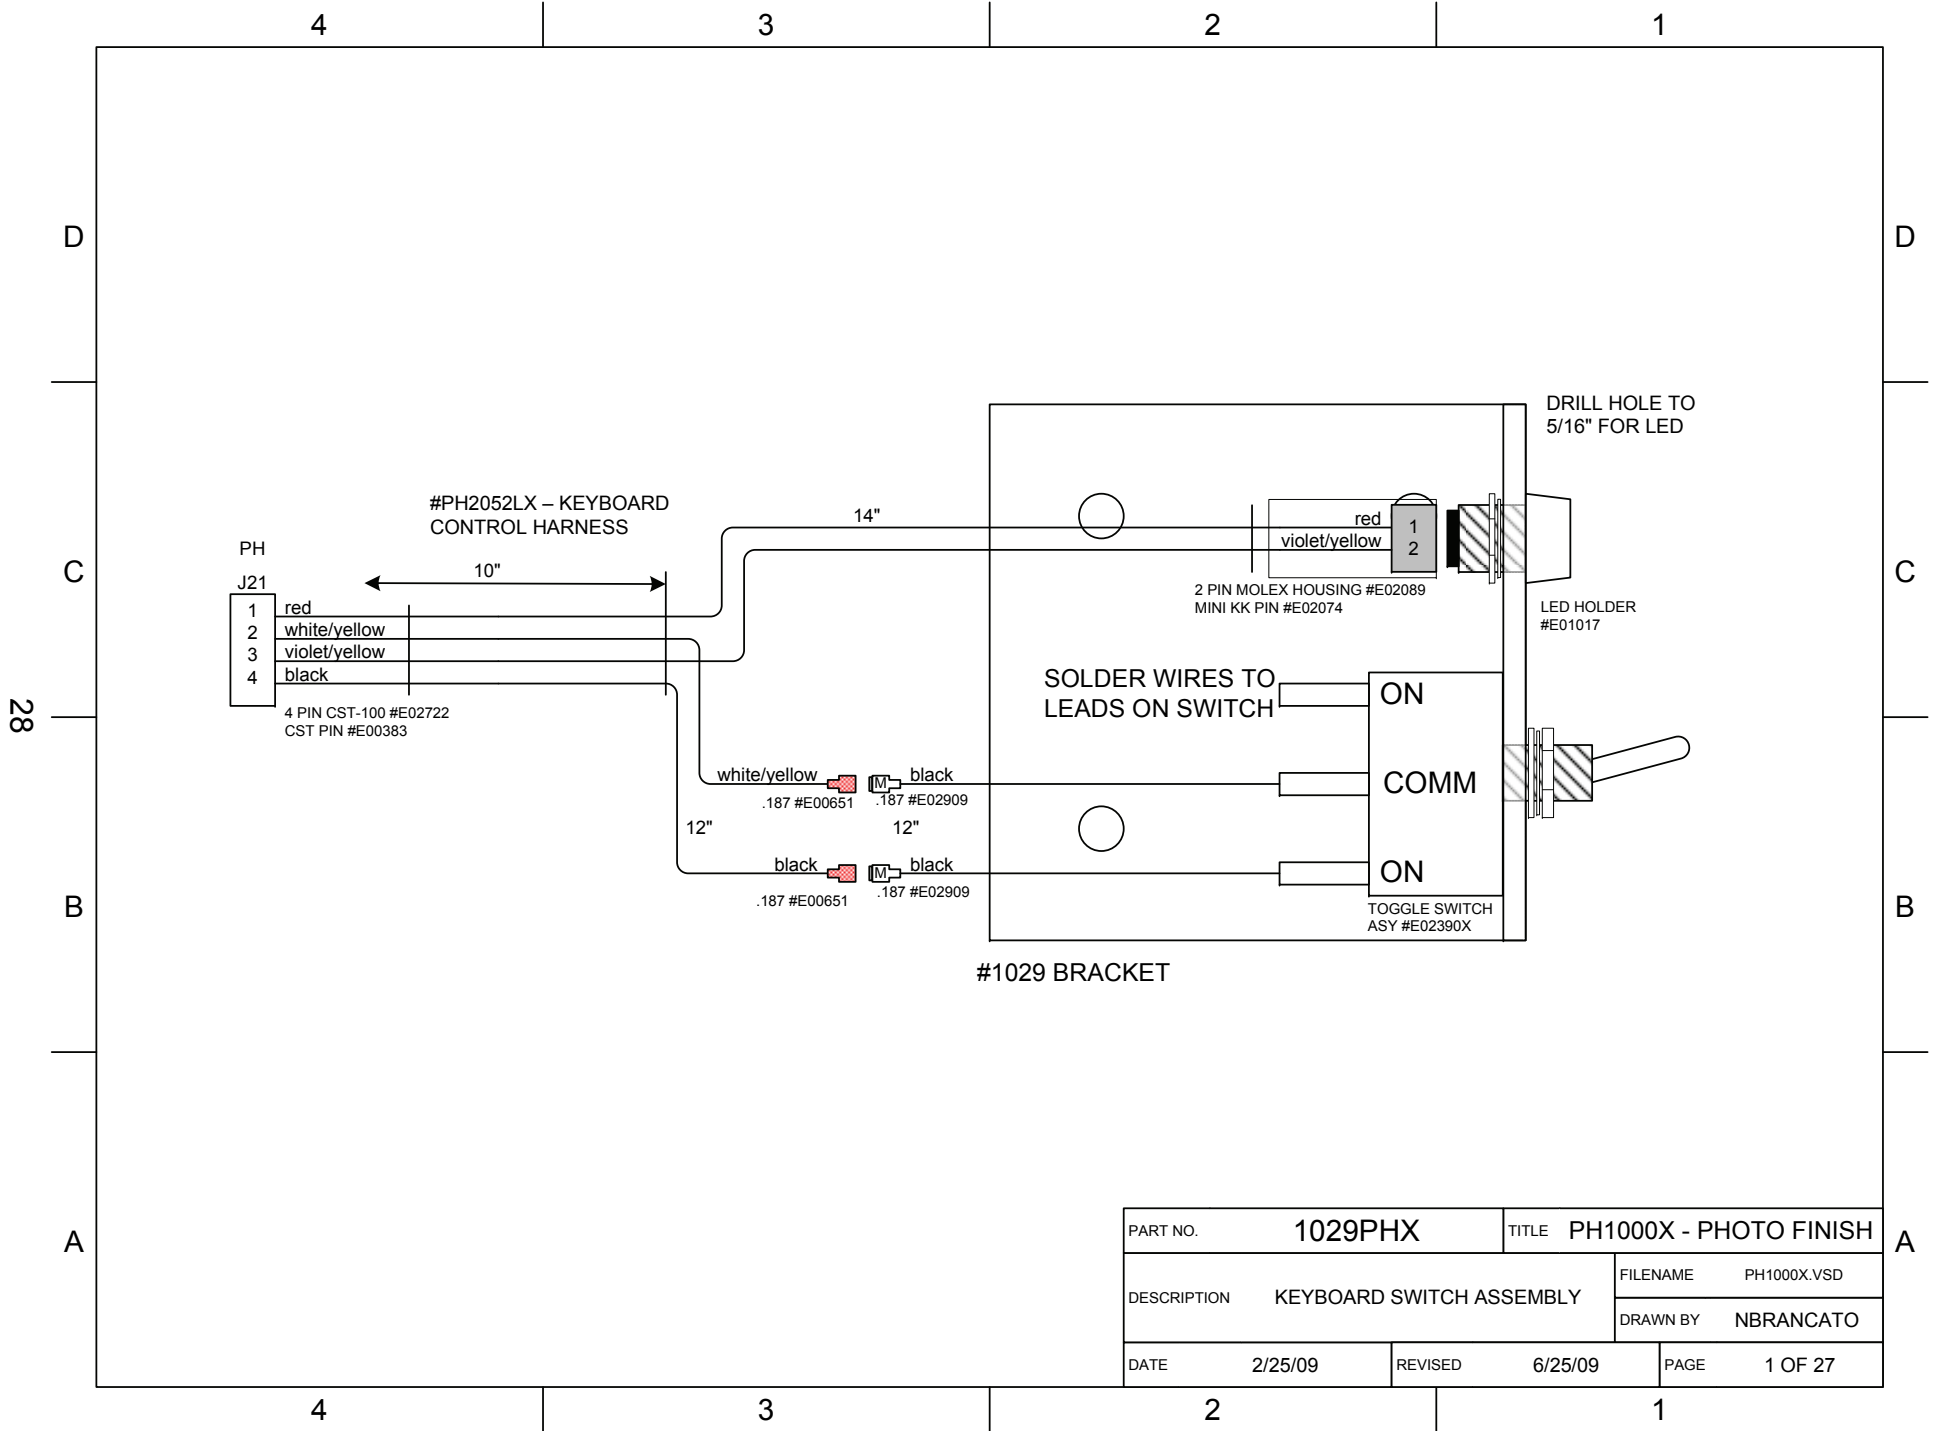 4 3 2 1
D D
DRILL HOLE TO
5/16" FOR LED
#PH2052LX – KEYBOARD
CONTROL HARNESS
14"
red
violet/yellow
1
2
PH
J21
10"
C C
2 PIN MOLEX HOUSING #E02089
MINI KK PIN #E02074
LED HOLDER
#E01017
1 red
2 white/yellow
3 violet/yellow
4 black
4 PIN CST-100 #E02722
CST PIN #E00383
SOLDER WIRES TO
LEADS ON SWITCH
ON
28
white/yellow M black
.187 #E00651 .187 #E02909
COMM
12" 12"
black M black
.187 #E00651 .187 #E02909
ON
TOGGLE SWITCH
ASY #E02390X
B B
#1029 BRACKET
A A
PART NO. 1029PHX TITLE PH1000X - PHOTO FINISH
DESCRIPTION KEYBOARD SWITCH ASSEMBLY
FILENAME PH1000X.VSD
DRAWN BY NBRANCATO
DATE 2/25/09 REVISED 6/25/09 PAGE 1 OF 27
4 3 2 1